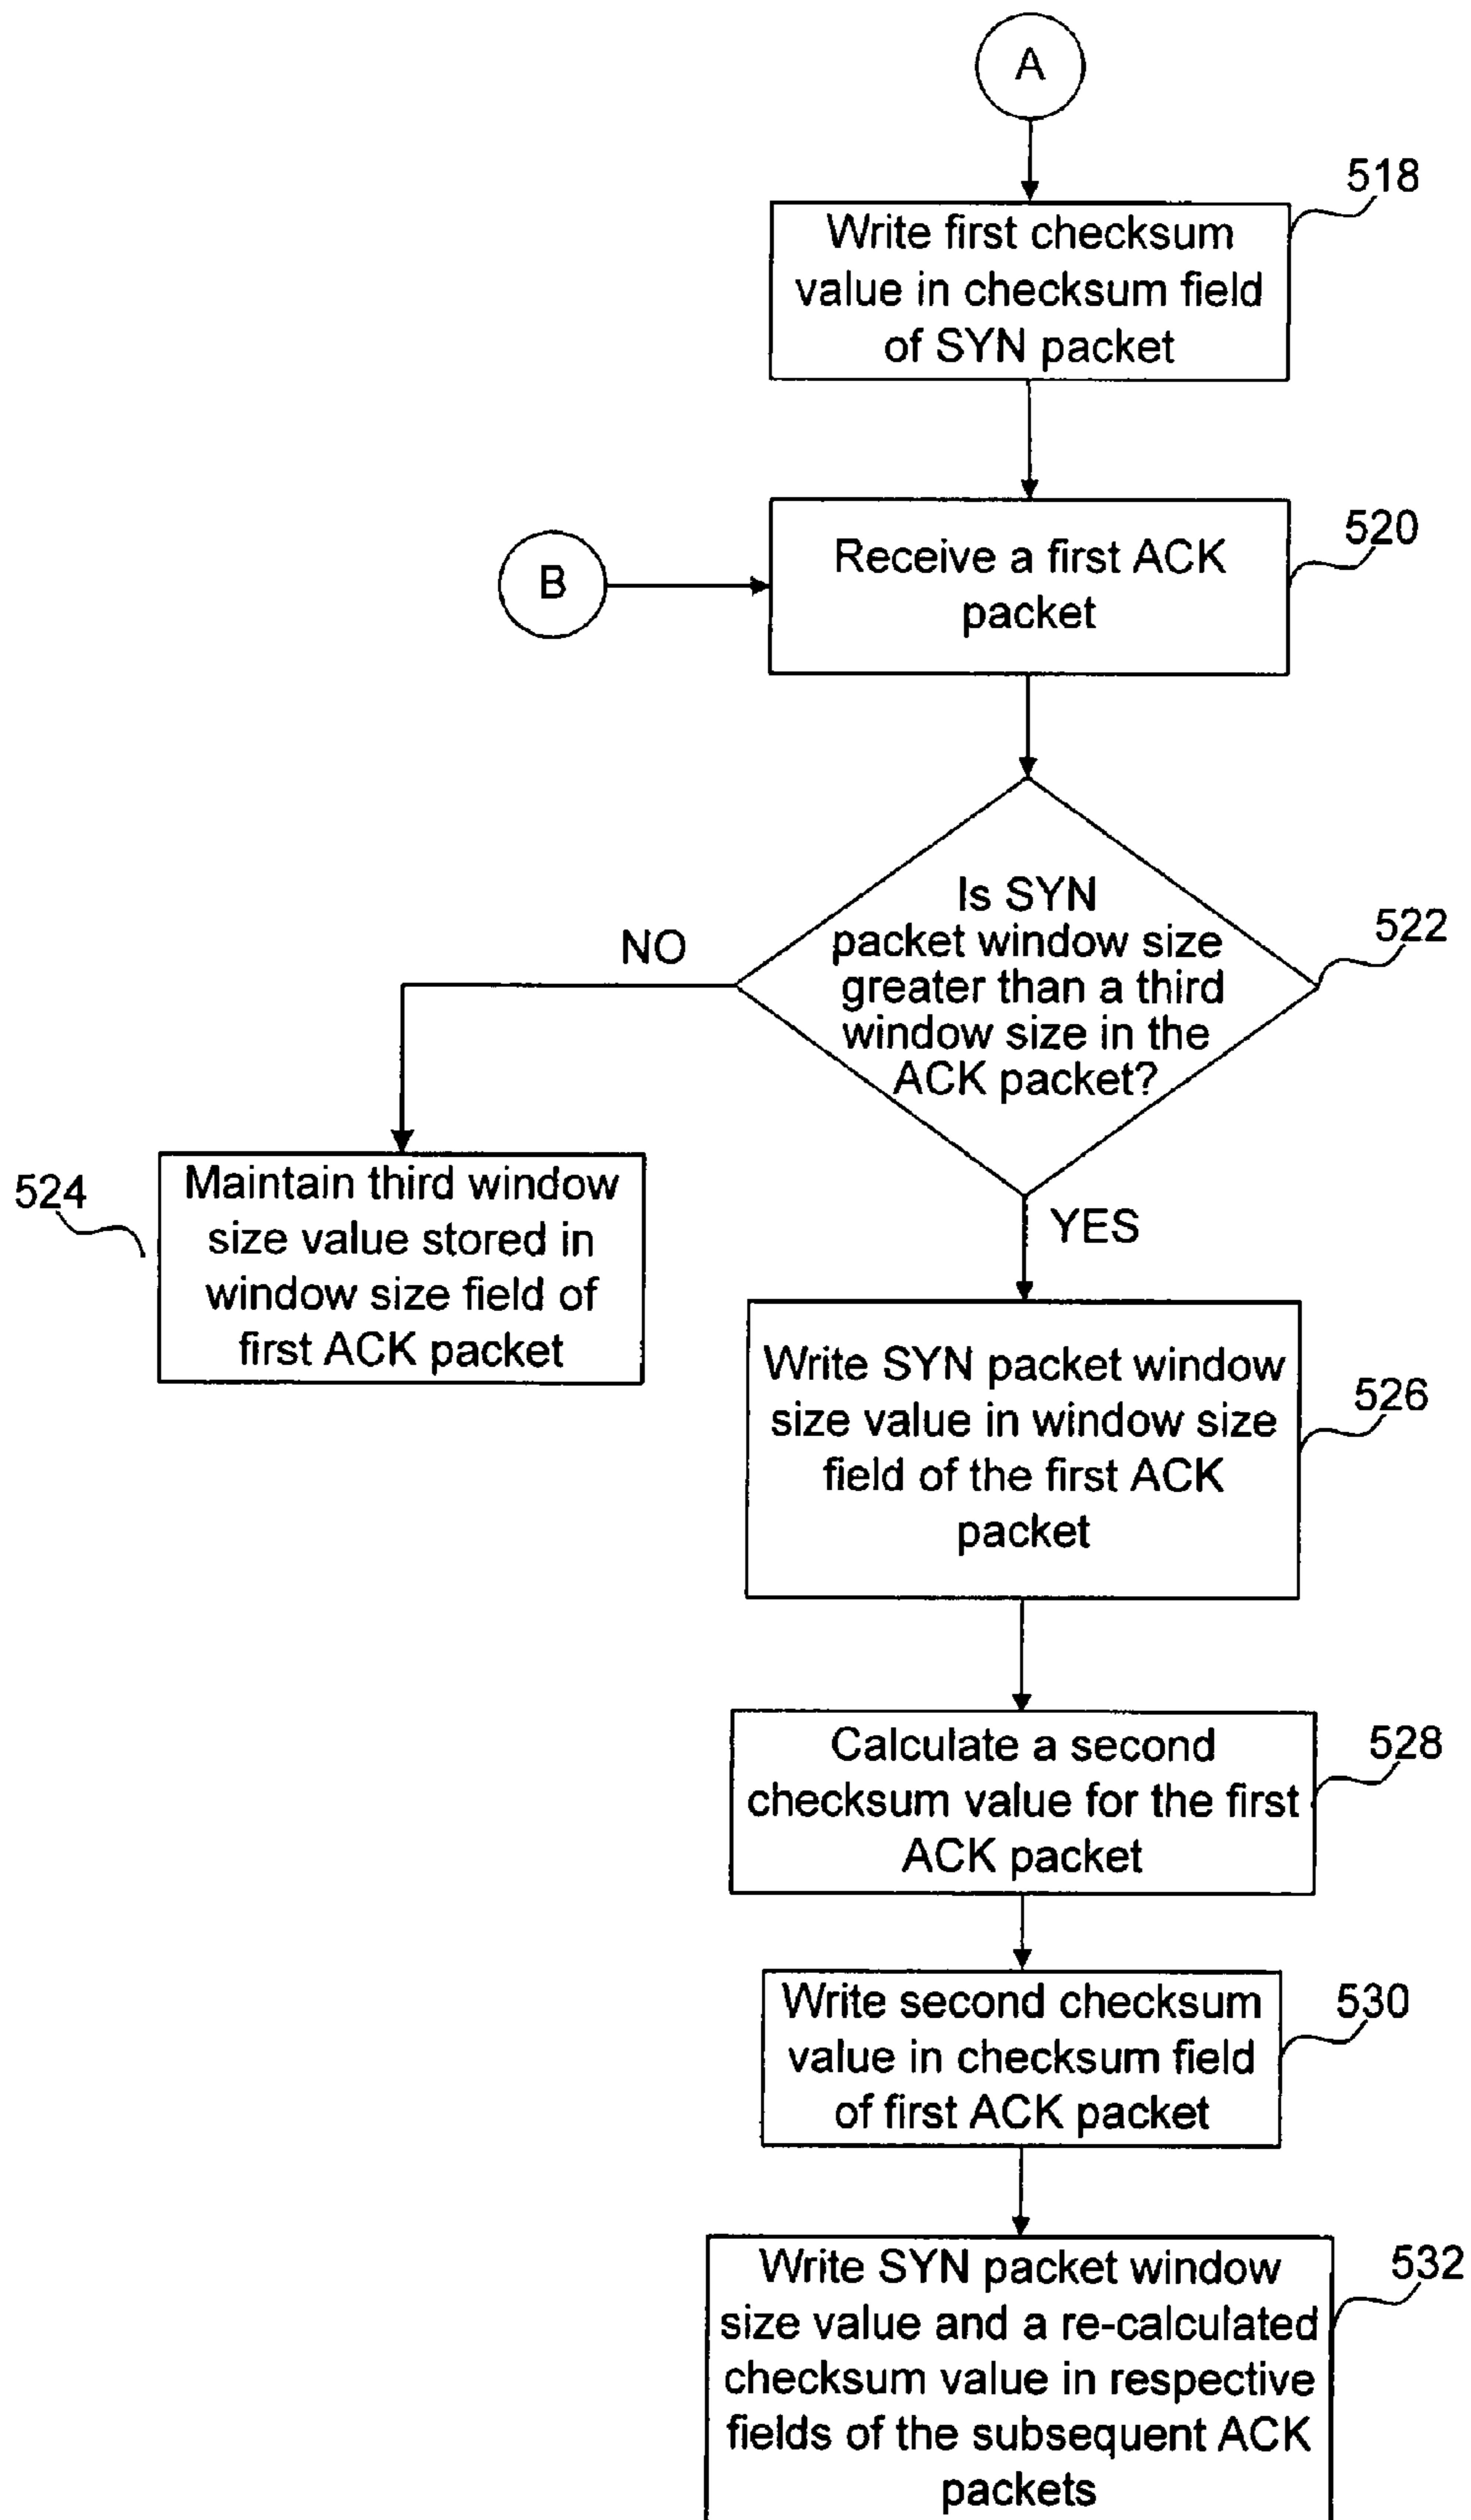 A
518
Write first checksum
value in checksum field
of SYN packet
520
Receive a first ACK
packet
B
Is SYN
packet window size
greater than a third
window size in the
ACK packet?
522
NO
YES
524
Maintain third window
size value stored in
window size field of
first ACK packet
Write SYN packet window
size value in window size
field of the first ACK
packet
526
Calculate a second
checksum value for the first
ACK packet
528
Write second checksum
value in checksum field
of first ACK packet
530
Write SYN packet window
size value and a re-calculated
checksum value in respective
fields of the subsequent ACK
packets
532